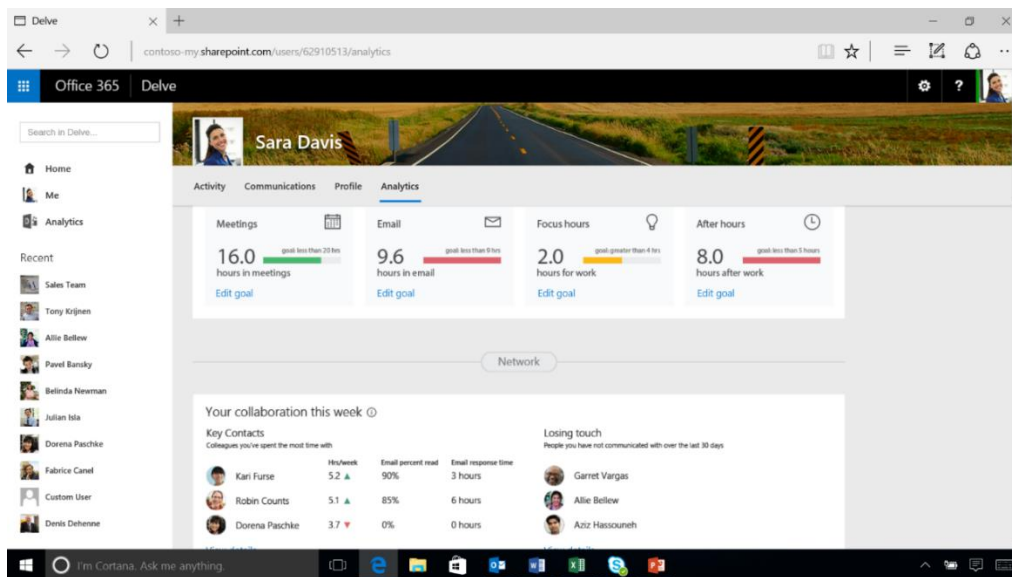 Delve
contoso-my.sharepoint.com/users/62910513/analytics
Office 365 Delve
?
Search in Delve...
Home
Me
Analytics
Recent
Sales Team
Tony Krijnen
Allie Bellew
Pavel Bansky
Belinda Newman
Julian Isla
Dorena Paschke
Fabrice Canel
Custom User
Denis Dehenne
Sara Davis
Activity Communications Profile Analytics
Meetings
16.0 goal: less than 20 hrs
hours in meetings
Edit goal
Email
9.6 goal: less than 9 hrs
hours in email
Edit goal
Focus hours
2.0 goal: greater than 4 hrs
hours for work
Edit goal
After hours
8.0 goal: less than 5 hours
hours after work
Edit goal
Network
Your collaboration this week
Key Contacts
Colleagues you've spent the most time with
Hrs/week Email percent read Email response time
Kari Furse 5.2 90% 3 hours
Robin Counts 5.1 85% 6 hours
Dorena Paschke 3.7 0% 0 hours
Losing touch
People you have not communicated with over the last 30 days
Garret Vargas
Allie Bellew
Aziz Hassouneh
I'm Cortana. Ask me anything.